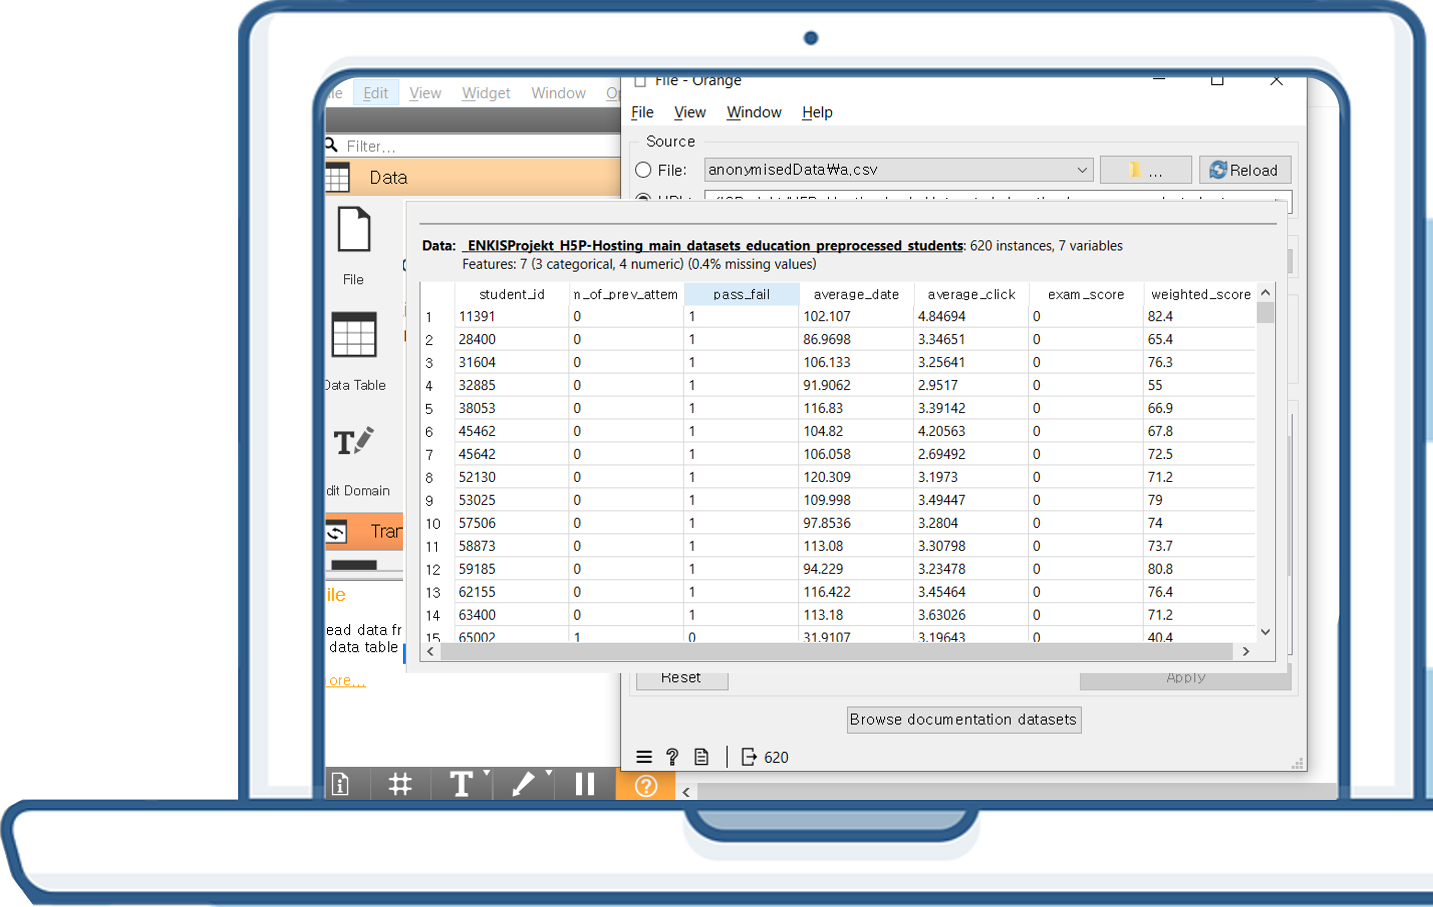 File - Orange
le Edit View Widget Window Op
File View Window Help
Filter...
Source
File: anonymisedData₩a.csv ... Reload
Data
File
Data Table
dit Domain
Tran
ile
ead data fr
data table
ore...
Data: _ENKISProjekt_H5P-Hosting_main_datasets_education_preprocessed_students: 620 instances, 7 variables
Features: 7 (3 categorical, 4 numeric) (0.4% missing values)
student_id n_of_prev_attem pass_fail average_date average_click exam_score weighted_score
1 11391 0 1 102.107 4.84694 0 82.4
2 28400 0 1 86.9698 3.34651 0 65.4
3 31604 0 1 106.133 3.25641 0 76.3
4 32885 0 1 91.9062 2.9517 0 55
5 38053 0 1 116.83 3.39142 0 66.9
6 45462 0 1 104.82 4.20563 0 67.8
7 45642 0 1 106.058 2.69492 0 72.5
8 52130 0 1 120.309 3.1973 0 71.2
9 53025 0 1 109.998 3.49447 0 79
10 57506 0 1 97.8536 3.2804 0 74
11 58873 0 1 113.08 3.30798 0 73.7
12 59185 0 1 94.229 3.23478 0 80.8
13 62155 0 1 116.422 3.45464 0 76.4
14 63400 0 1 113.18 3.63026 0 71.2
15 65002 1 0 31.9107 3.19643 0 40.4
Reset Apply
Browse documentation datasets
620